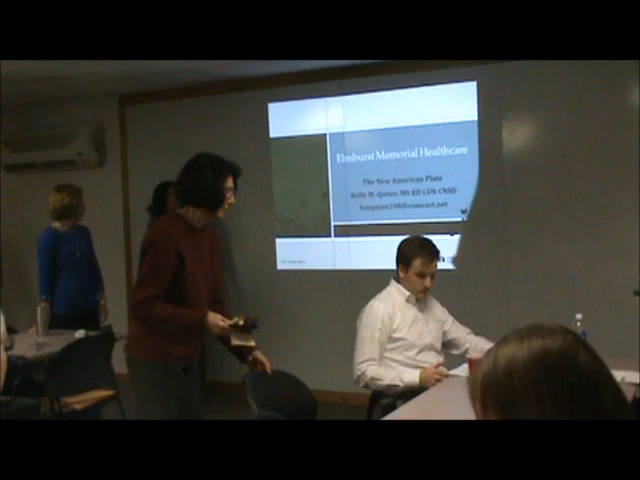 Elmhurst Memorial Healthcare
The New American Plate
Kelly M. Quinn, MS RD LDN CNSD